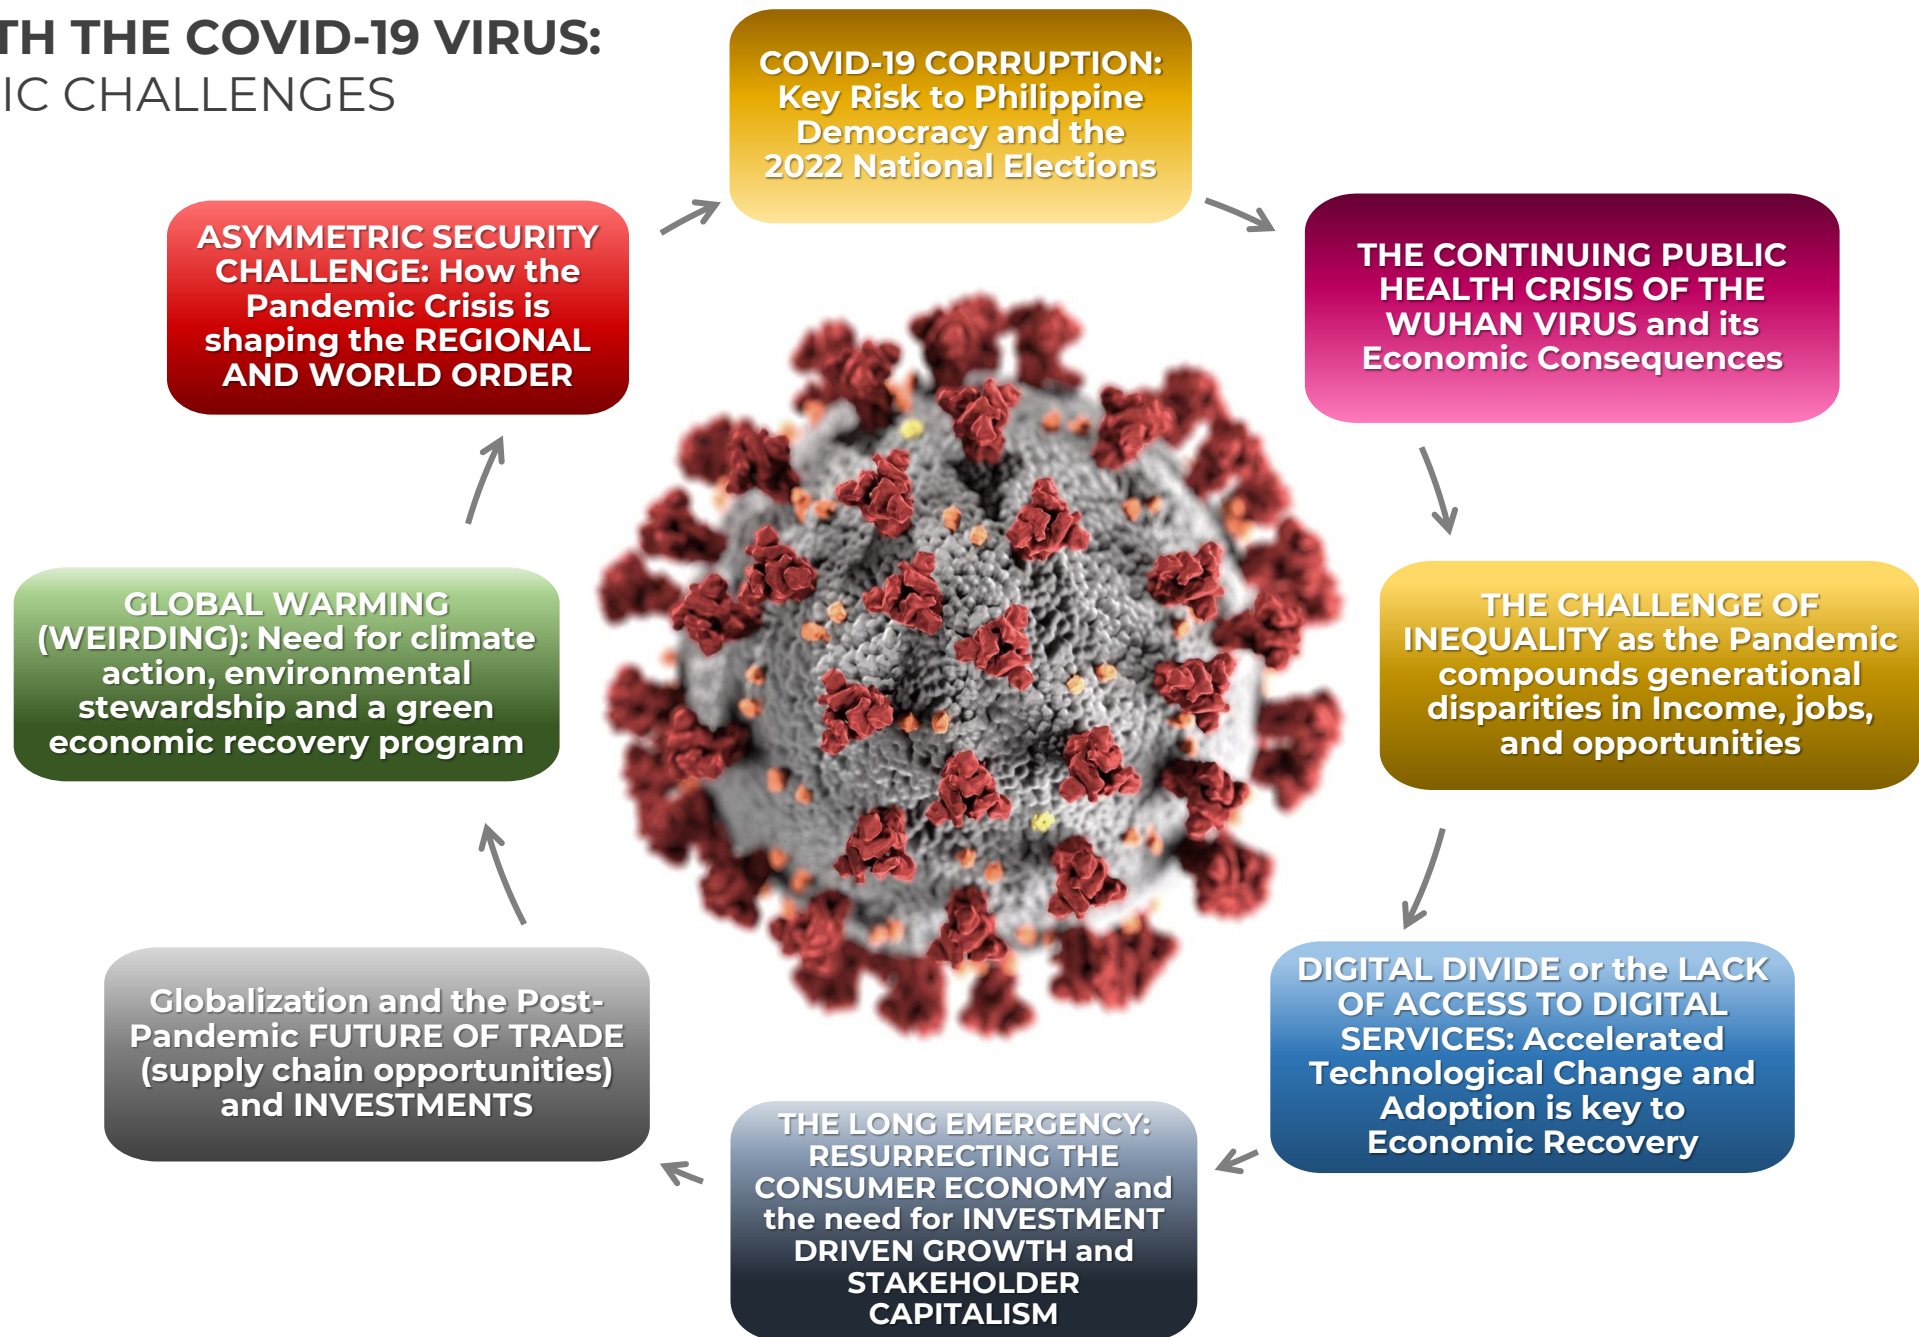 TH THE COVID-19 VIRUS:
IC CHALLENGES
COVID-19 CORRUPTION:
Key Risk to Philippine
Democracy and the
2022 National Elections
THE CONTINUING PUBLIC
HEALTH CRISIS OF THE
WUHAN VIRUS and its
Economic Consequences
THE CHALLENGE OF
INEQUALITY as the Pandemic
compounds generational
disparities in Income, jobs,
and opportunities
DIGITAL DIVIDE or the LACK
OF ACCESS TO DIGITAL
SERVICES: Accelerated
Technological Change and
Adoption is key to
Economic Recovery
THE LONG EMERGENCY:
RESURRECTING THE
CONSUMER ECONOMY and
the need for INVESTMENT
DRIVEN GROWTH and
STAKEHOLDER
CAPITALISM
Globalization and the Post-
Pandemic FUTURE OF TRADE
(supply chain opportunities)
and INVESTMENTS
GLOBAL WARMING
(WEIRDING): Need for climate
action, environmental
stewardship and a green
economic recovery program
ASYMMETRIC SECURITY
CHALLENGE: How the
Pandemic Crisis is
shaping the REGIONAL
AND WORLD ORDER